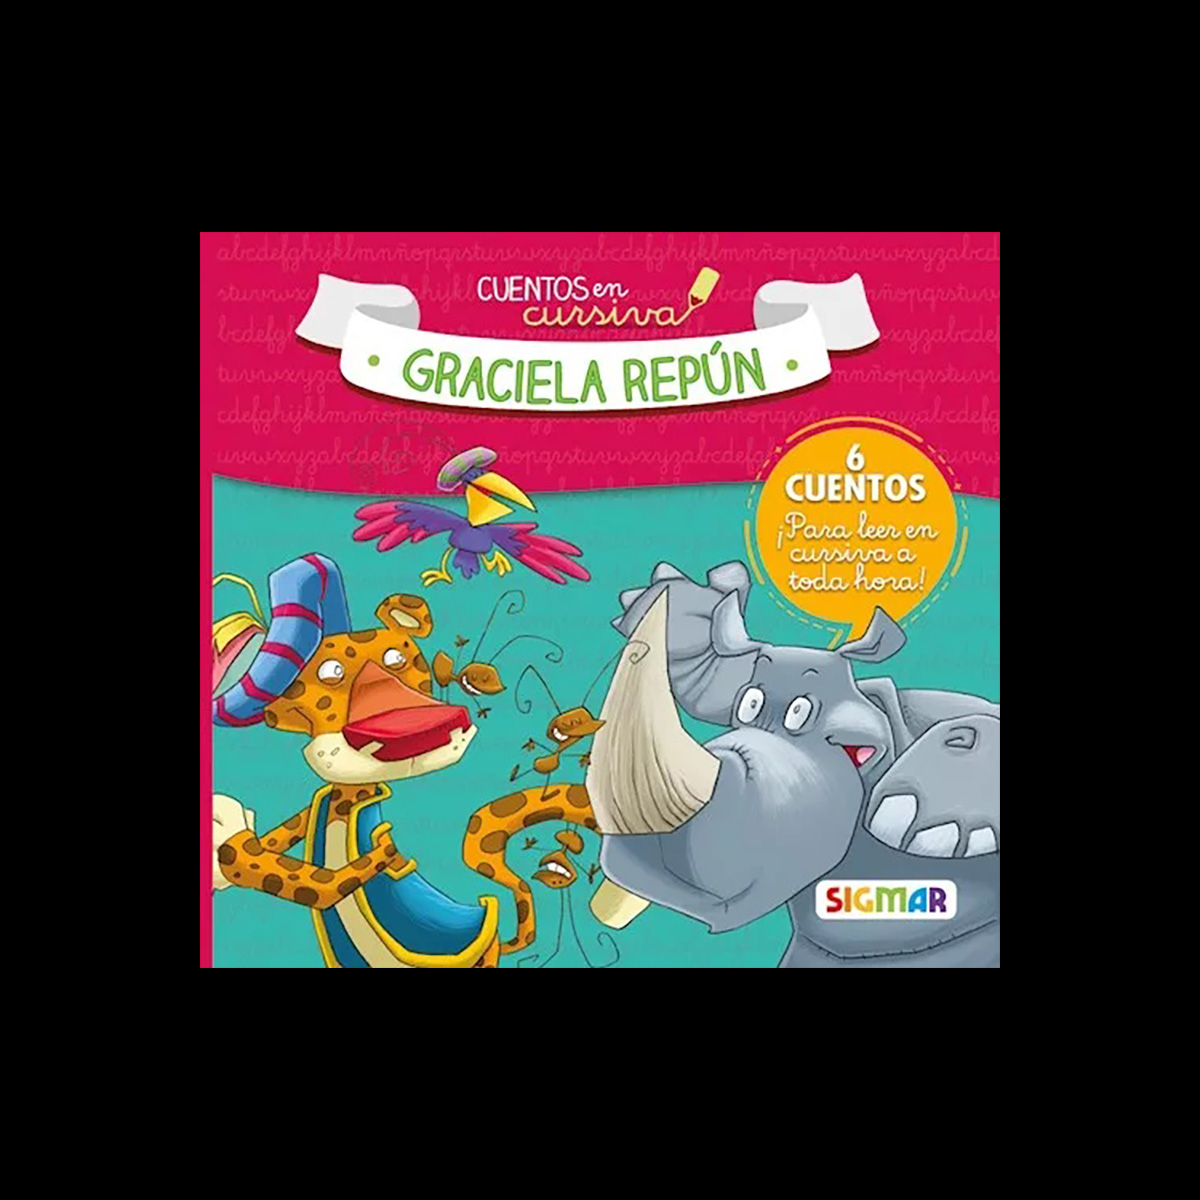 CUENTOS en
cursiva
• GRACIELA REPÚN •
6
CUENTOS
¡Para leer en
cursiva a
toda hora!
SIGMAR